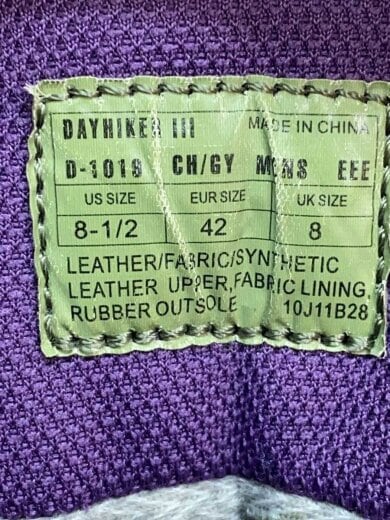 DAYHIKER III MADE IN CHINA
D-1019 CH/GY MENS EEE
US SIZE EUR SIZE UK SIZE
8-1/2 42 8
LEATHER/FABRIC/SYNTHETIC
LEATHER UPPER,FABRIC LINING,
RUBBER OUTSOLE 10J11B28